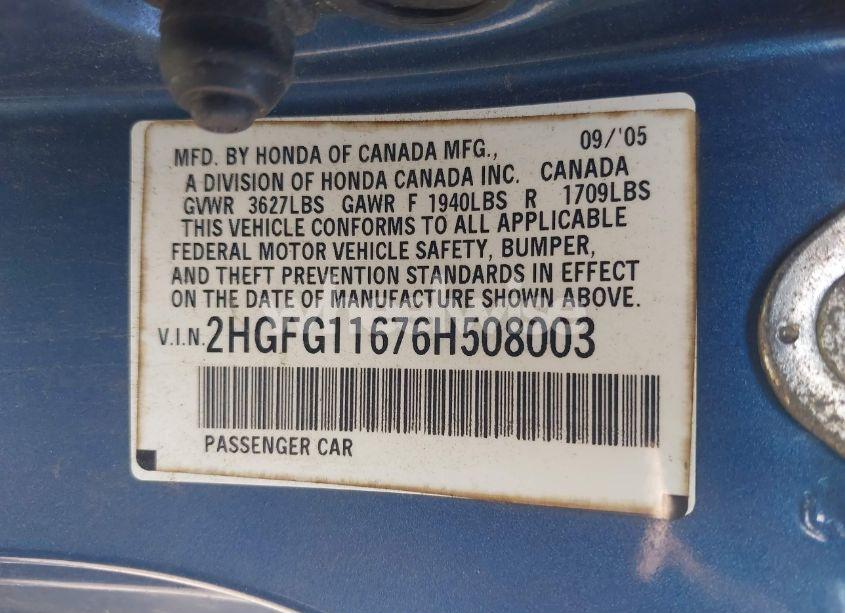 09/'05
MFD. BY HONDA OF CANADA MFG.,
A DIVISION OF HONDA CANADA INC. CANADA
GVWR 3627LBS GAWR F 1940LBS R 1709LBS
THIS VEHICLE CONFORMS TO ALL APPLICABLE
FEDERAL MOTOR VEHICLE SAFETY, BUMPER,
AND THEFT PREVENTION STANDARDS IN EFFECT
ON THE DATE OF MANUFACTURE SHOWN ABOVE.
V.I.N. 2HGFG11676H508003
PASSENGER CAR